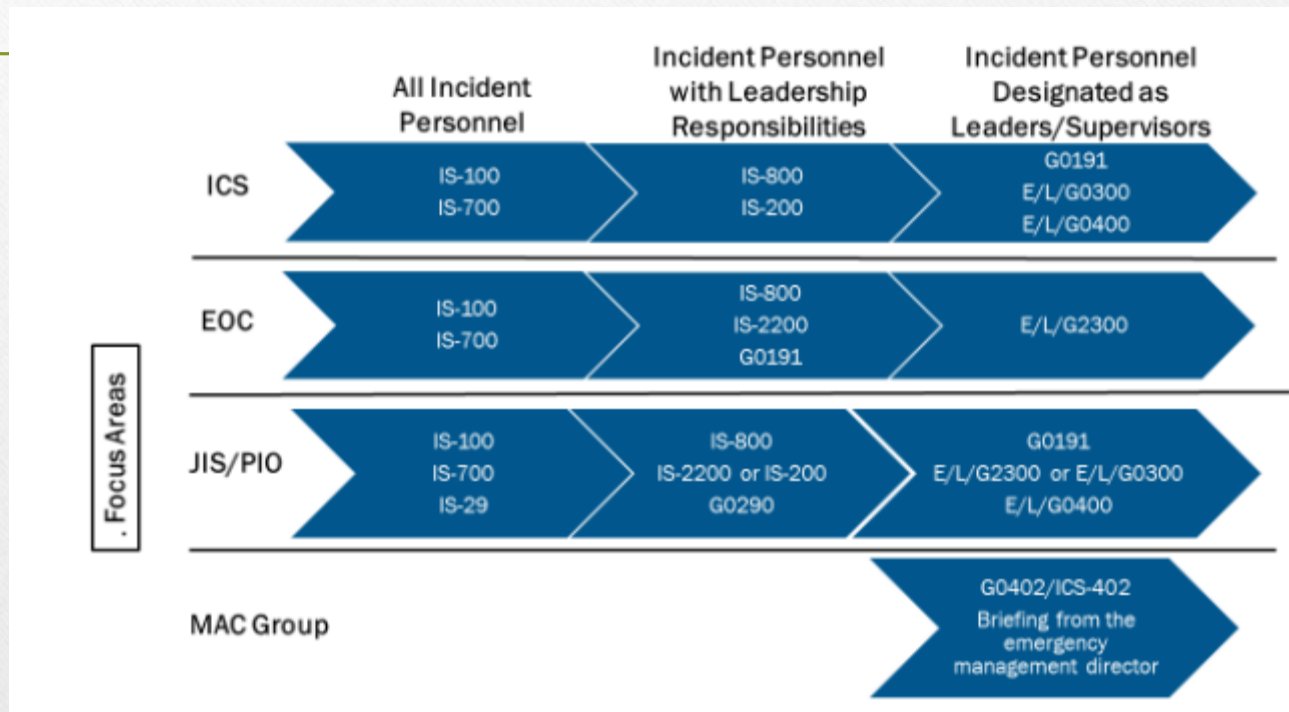 All Incident
Personnel
Incident Personnel
with Leadership
Responsibilities
Incident Personnel
Designated as
Leaders/Supervisors
ICS
IS-100
IS-700
IS-800
IS-200
G0191
E/L/G0300
E/L/G0400
EOC
IS-100
IS-700
IS-800
IS-2200
G0191
E/L/G2300
. Focus Areas
JIS/PIO
IS-100
IS-700
IS-29
IS-800
IS-2200 or IS-200
G0290
G0191
E/L/G2300 or E/L/G0300
E/L/G0400
MAC Group
G0402/ICS-402
Briefing from the
emergency
management director